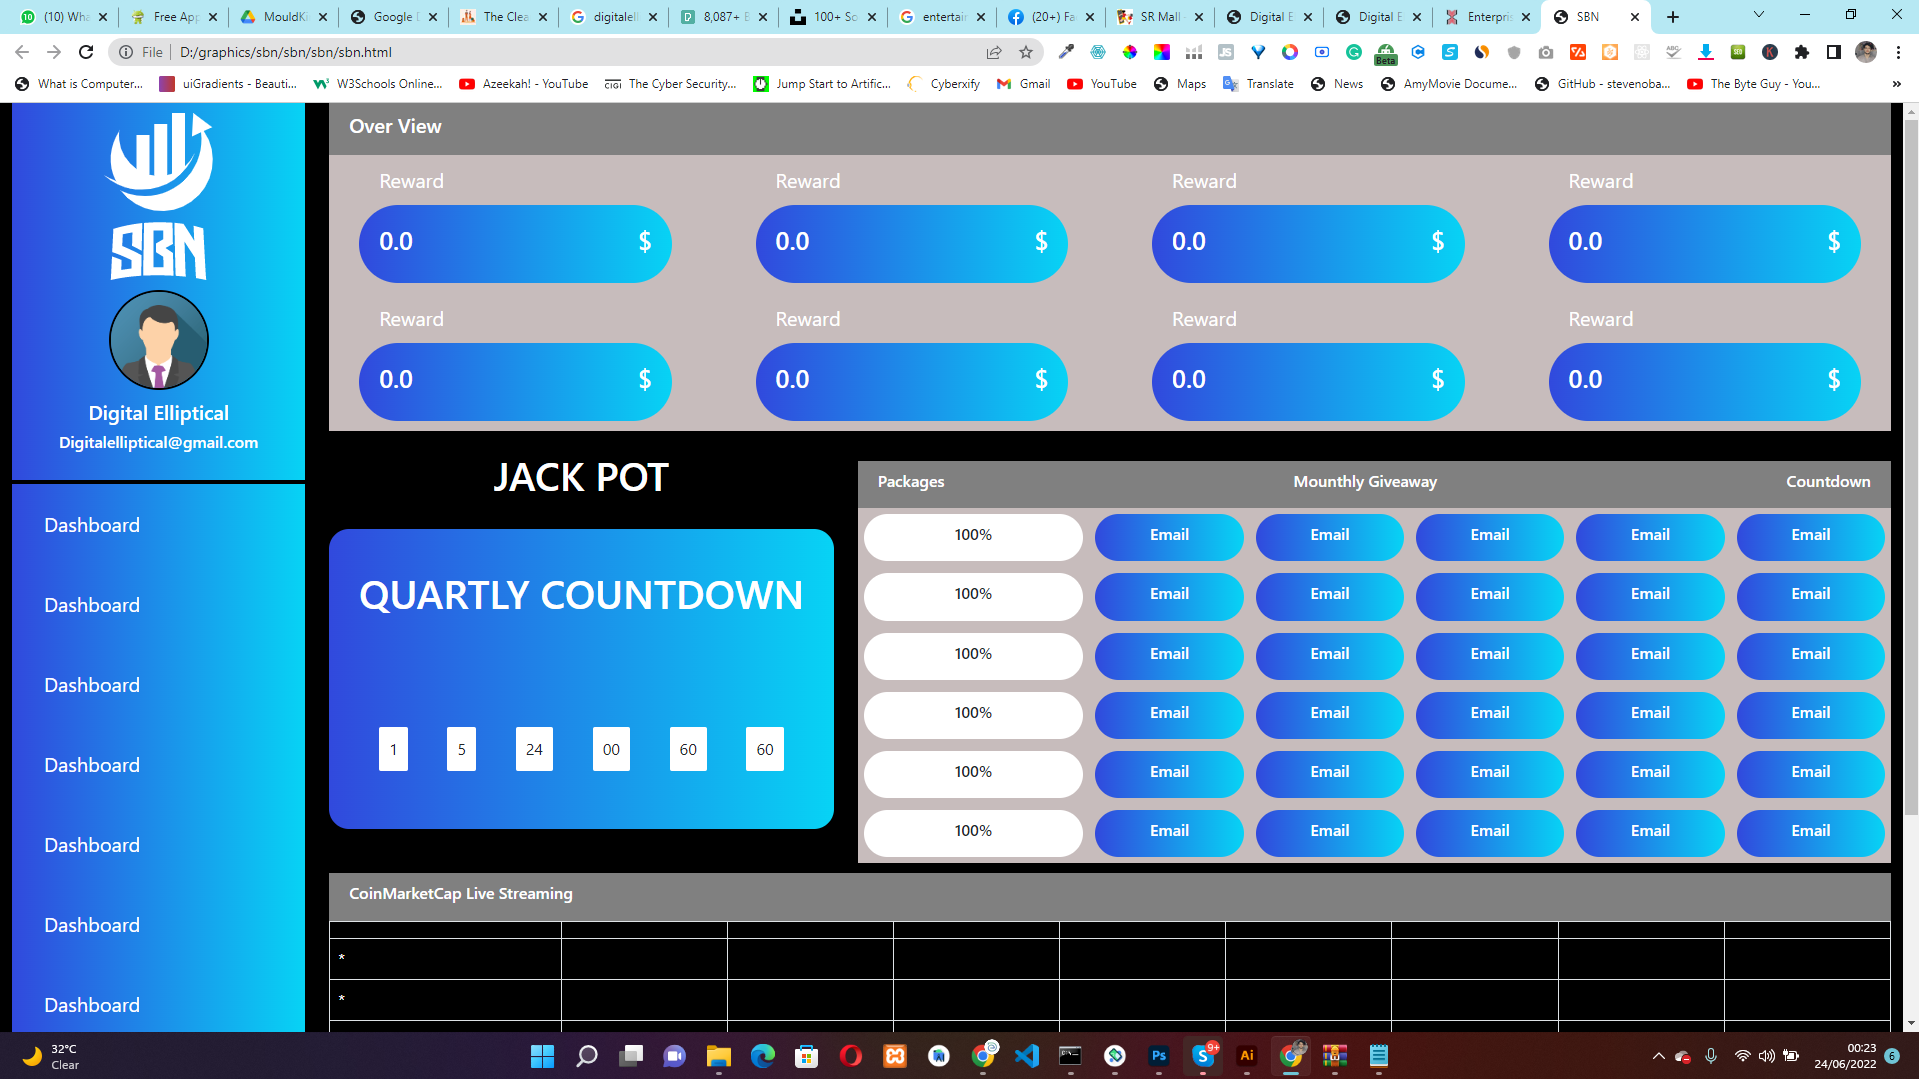 (10) Wha
Free App
MouldKi
Google D
The Clea
digitalell
8,087+ B
100+ So
entertain
(20+) Fa
SR Mall -
Digital E
Digital E
Enterpris
SBN
File
D:/graphics/sbn/sbn/sbn/sbn.html
What is Computer...
uiGradients - Beauti...
W3Schools Online...
Azeekah! - YouTube
CIGI
The Cyber Security...
Jump Start to Artific...
Cyberxify
Gmail
YouTube
Maps
Translate
News
AmyMovie Docume...
GitHub - stevenoba...
The Byte Guy - You...
»
SBN
Digital Elliptical
Digitalelliptical@gmail.com
Dashboard
Dashboard
Dashboard
Dashboard
Dashboard
Dashboard
Dashboard
Over View
Reward Reward Reward Reward
0.0 $ 0.0 $ 0.0 $ 0.0 $
Reward Reward Reward Reward
0.0 $ 0.0 $ 0.0 $ 0.0 $
JACK POT
QUARTLY COUNTDOWN
1 5 24 00 60 60
Packages Mounthly Giveaway Countdown
100% Email Email Email Email Email
100% Email Email Email Email Email
100% Email Email Email Email Email
100% Email Email Email Email Email
100% Email Email Email Email Email
100% Email Email Email Email Email
CoinMarketCap Live Streaming
*
*
32°C
Clear
00:23
24/06/2022
6